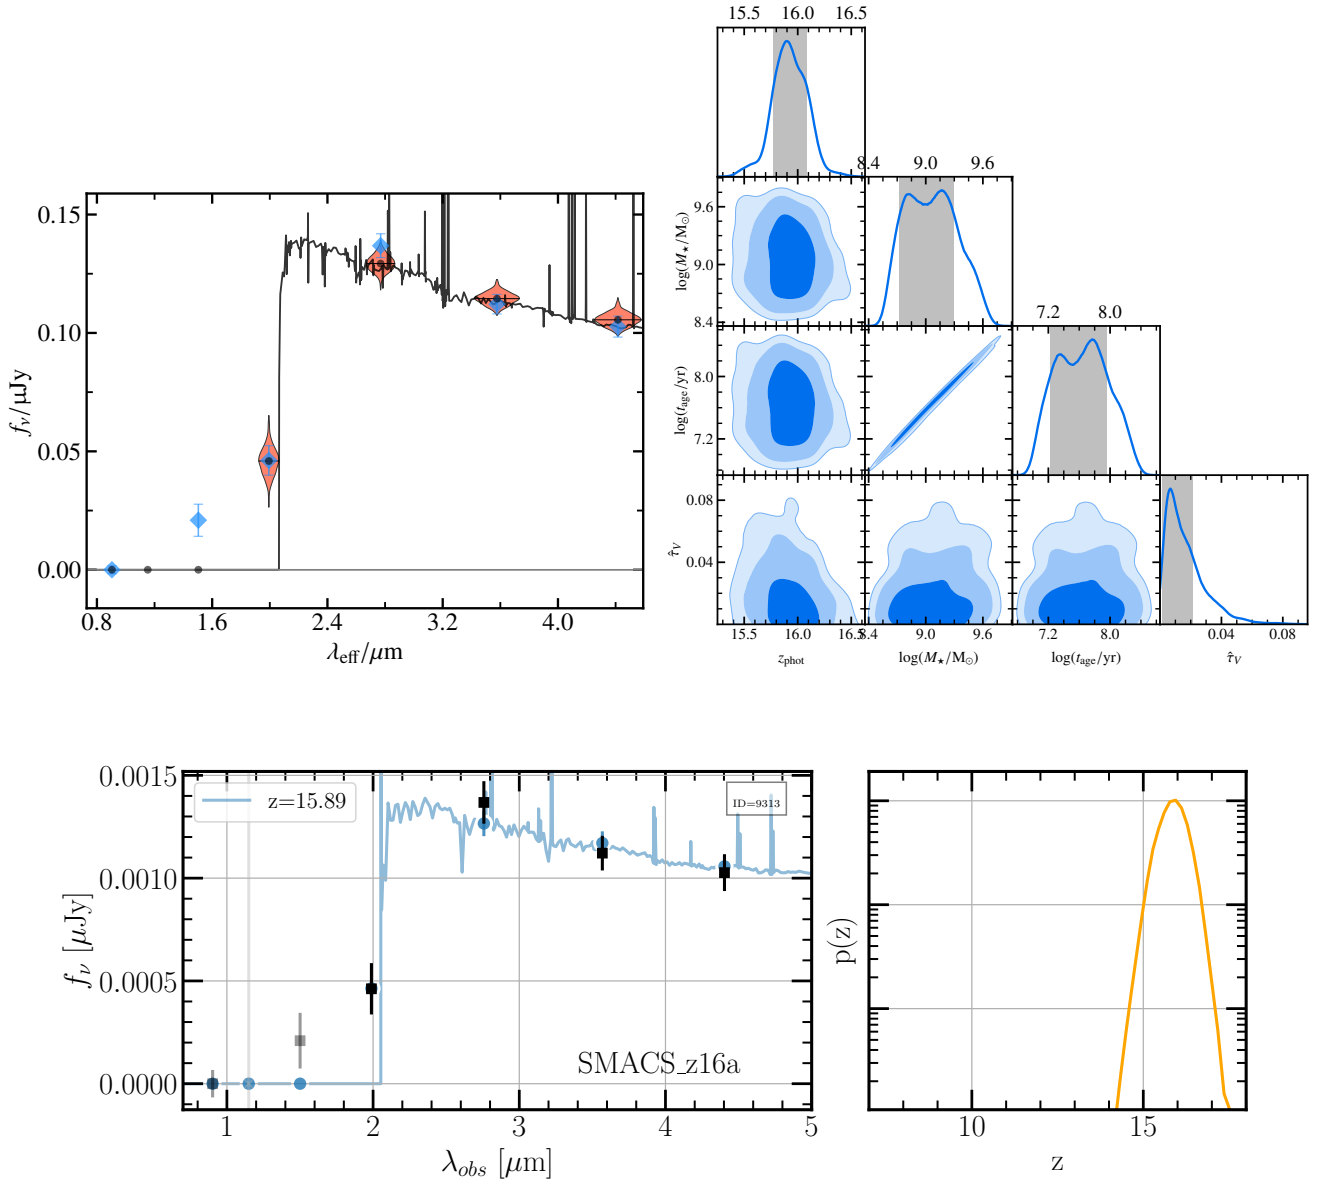 15.5 16.0 16.5
8.4 9.0 9.6
9.6
9.0
8.4
log(M⋆/M⊙)
7.2 8.0
8.0
7.2
log(t_age/yr)
0.08
0.04
τ̂_V
15.5 16.0 16.5
8.4 9.0 9.6
7.2 8.0
0.04 0.08
z_phot
log(M⋆/M⊙)
log(t_age/yr)
τ̂_V
0.15
0.10
0.05
0.00
f_ν/μJy
0.8 1.6 2.4 3.2 4.0
λ_eff/μm
0.0015
0.0010
0.0005
0.0000
f_ν [μJy]
z=15.89
ID=9313
SMACS_z16a
1 2 3 4 5
λ_obs [μm]
p(z)
10 15
z